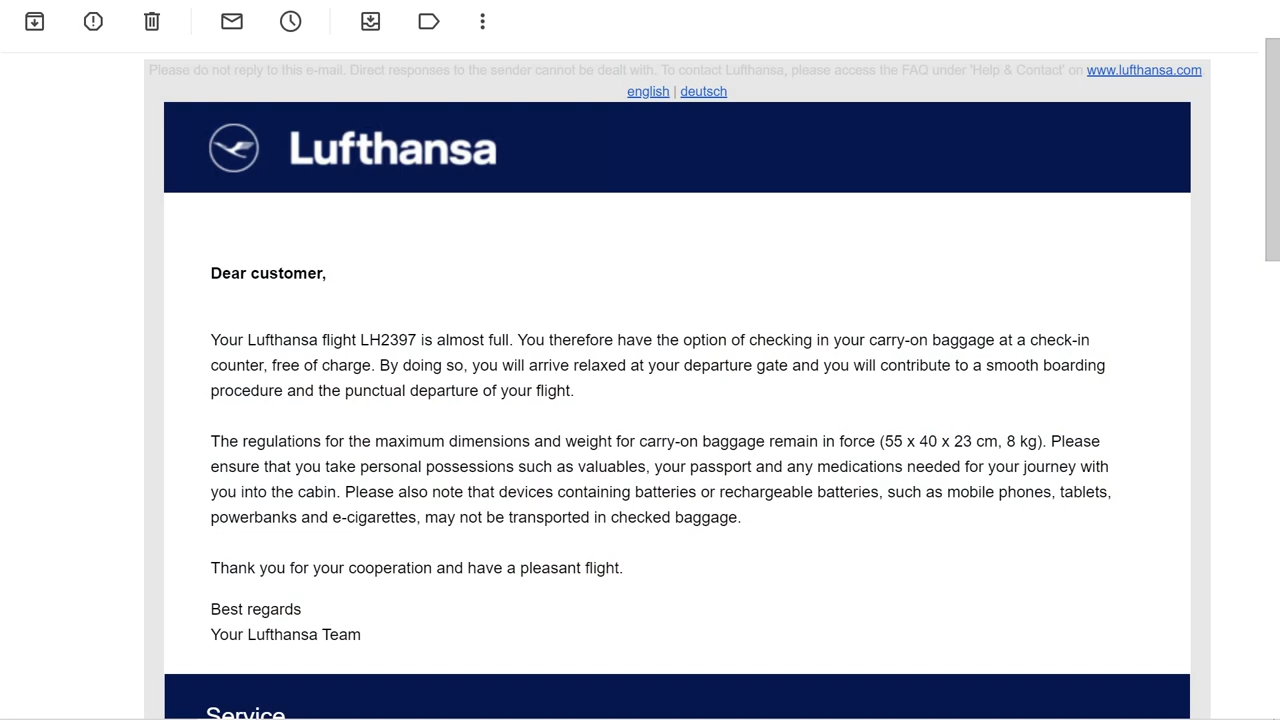 Please do not reply to this e-mail. Direct responses to the sender cannot be dealt with. To contact Lufthansa, please access the FAQ under 'Help & Contact' on www.lufthansa.com
english | deutsch
Lufthansa
Dear customer,
Your Lufthansa flight LH2397 is almost full. You therefore have the option of checking in your carry-on baggage at a check-in
counter, free of charge. By doing so, you will arrive relaxed at your departure gate and you will contribute to a smooth boarding
procedure and the punctual departure of your flight.
The regulations for the maximum dimensions and weight for carry-on baggage remain in force (55 x 40 x 23 cm, 8 kg). Please
ensure that you take personal possessions such as valuables, your passport and any medications needed for your journey with
you into the cabin. Please also note that devices containing batteries or rechargeable batteries, such as mobile phones, tablets,
powerbanks and e-cigarettes, may not be transported in checked baggage.
Thank you for your cooperation and have a pleasant flight.
Best regards
Your Lufthansa Team
Service